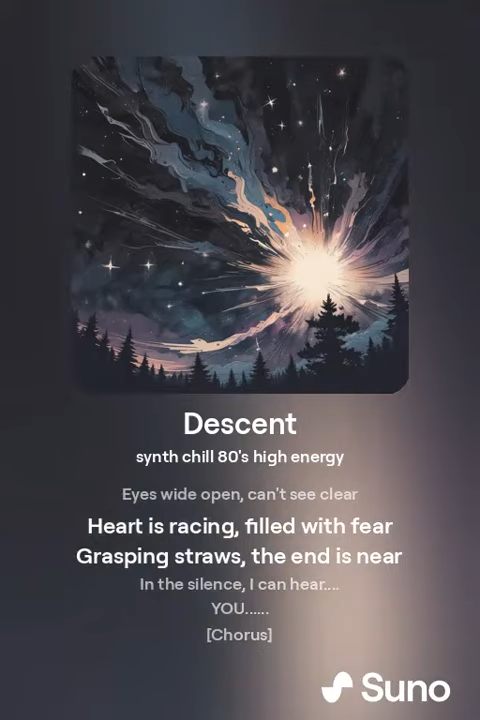 Descent
synth chill 80's high energy
Eyes wide open, can't see clear
Heart is racing, filled with fear
Grasping straws, the end is near
In the silence, I can hear....
YOU......
[Chorus]
Suno